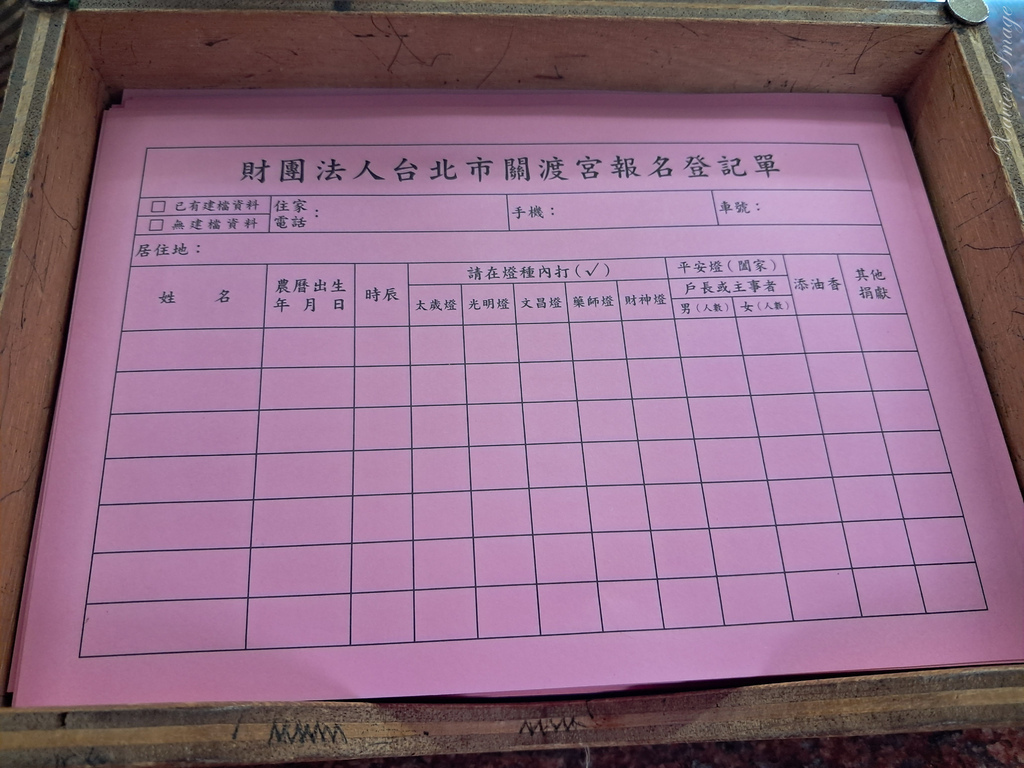 財團法人台北市關渡宮報名登記單
□ 已有建檔資料
□ 無建檔資料
住家電話：
手機：
車號：
居住地：
姓名
農曆出生
年月日
時辰
請在燈種內打(✓)
太歲燈 光明燈 文昌燈 藥師燈 財神燈
平安燈(闔家)
戶長或主事者
男(人數) 女(人數)
添油香
其他
捐獻